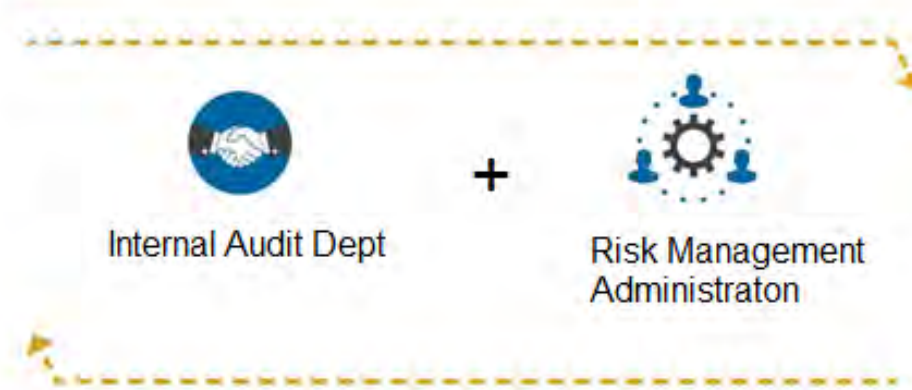 Internal Audit Dept
+
Risk Management
Administraton